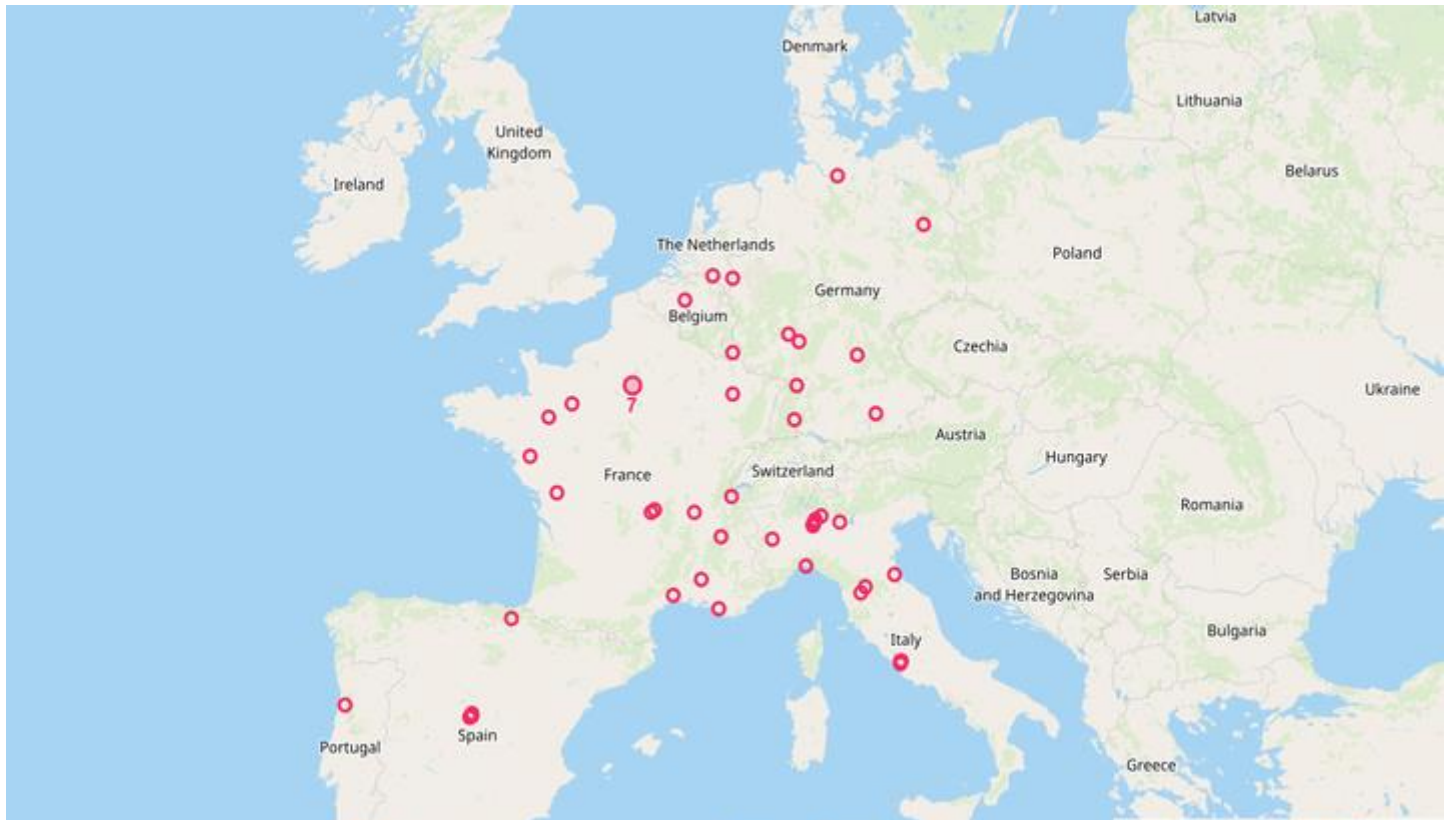 Latvia
Denmark
Lithuania
United
Kingdom
Belarus
Ireland
The Netherlands
Poland
Germany
Belgium
Czechia
Ukraine
7
Austria
Hungary
Switzerland
France
Romania
Bosnia
and Herzegovina
Serbia
Bulgaria
Italy
Spain
Portugal
Greece